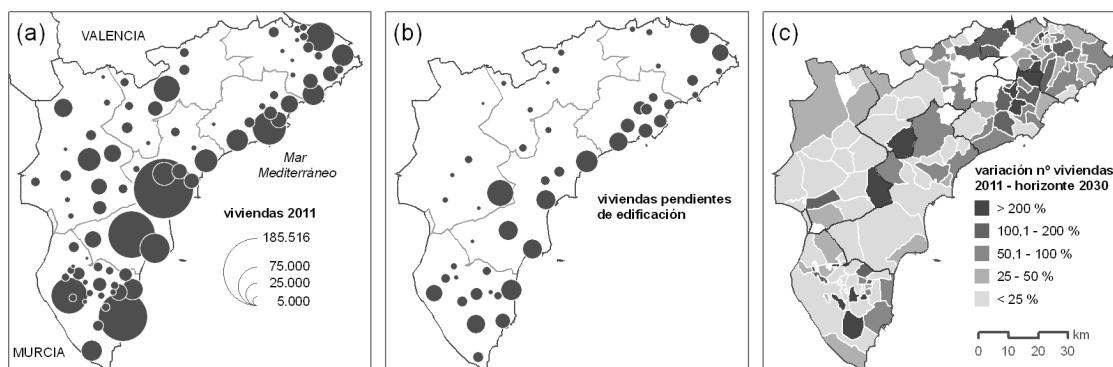 (a)
VALENCIA
Mar
Mediterráneo
viviendas 2011
185.516
75.000
25.000
5.000
MURCIA
(b)
viviendas pendientes
de edificación
(c)
variación nº viviendas
2011 - horizonte 2030
> 200 %
100,1 - 200 %
50,1 - 100 %
25 - 50 %
< 25 %
km
0 10 20 30